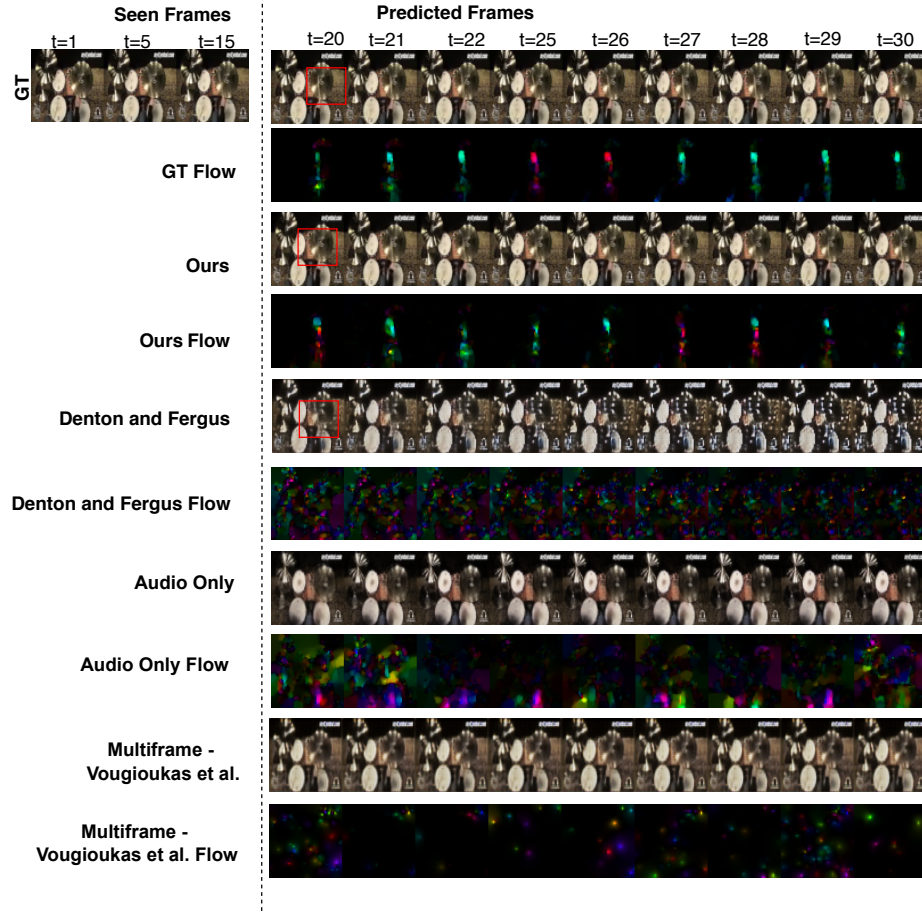 Seen Frames
Predicted Frames
t=1 t=5 t=15
t=20 t=21 t=22 t=25 t=26 t=27 t=28 t=29 t=30
GT
GT Flow
Ours
Ours Flow
Denton and Fergus
Denton and Fergus Flow
Audio Only
Audio Only Flow
Multiframe -
Vougioukas et al.
Multiframe -
Vougioukas et al. Flow